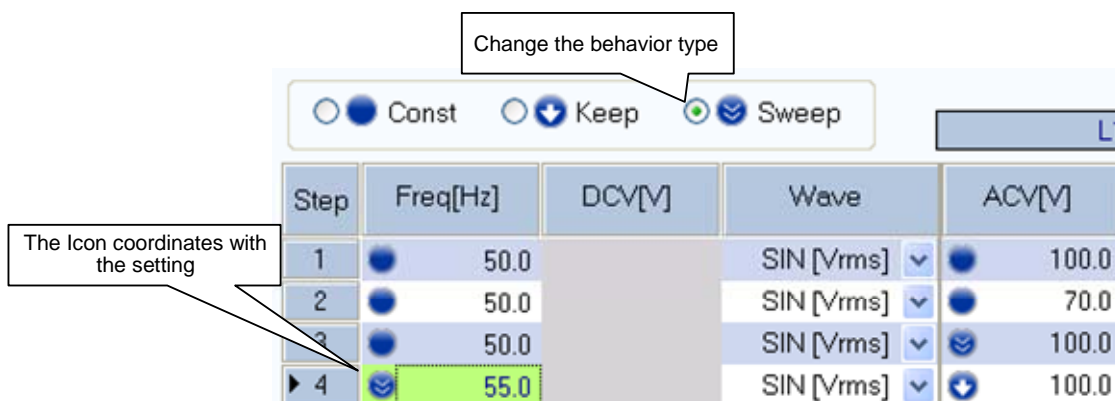 Change the behavior type
Const Keep Sweep
Step Freq[Hz] DCV[V] Wave ACV[V]
The Icon coordinates with
the setting
1 50.0 SIN [Vrms] 100.0
2 50.0 SIN [Vrms] 70.0
3 50.0 SIN [Vrms] 100.0
4 55.0 SIN [Vrms] 100.0